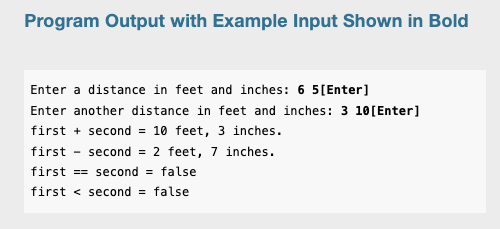 Program Output with Example Input Shown in Bold
Enter a distance in feet and inches: 6 5[Enter]
Enter another distance in feet and inches: 3 10[Enter]
first + second = 10 feet, 3 inches.
first - second = 2 feet, 7 inches.
first == second = false
first < second = false